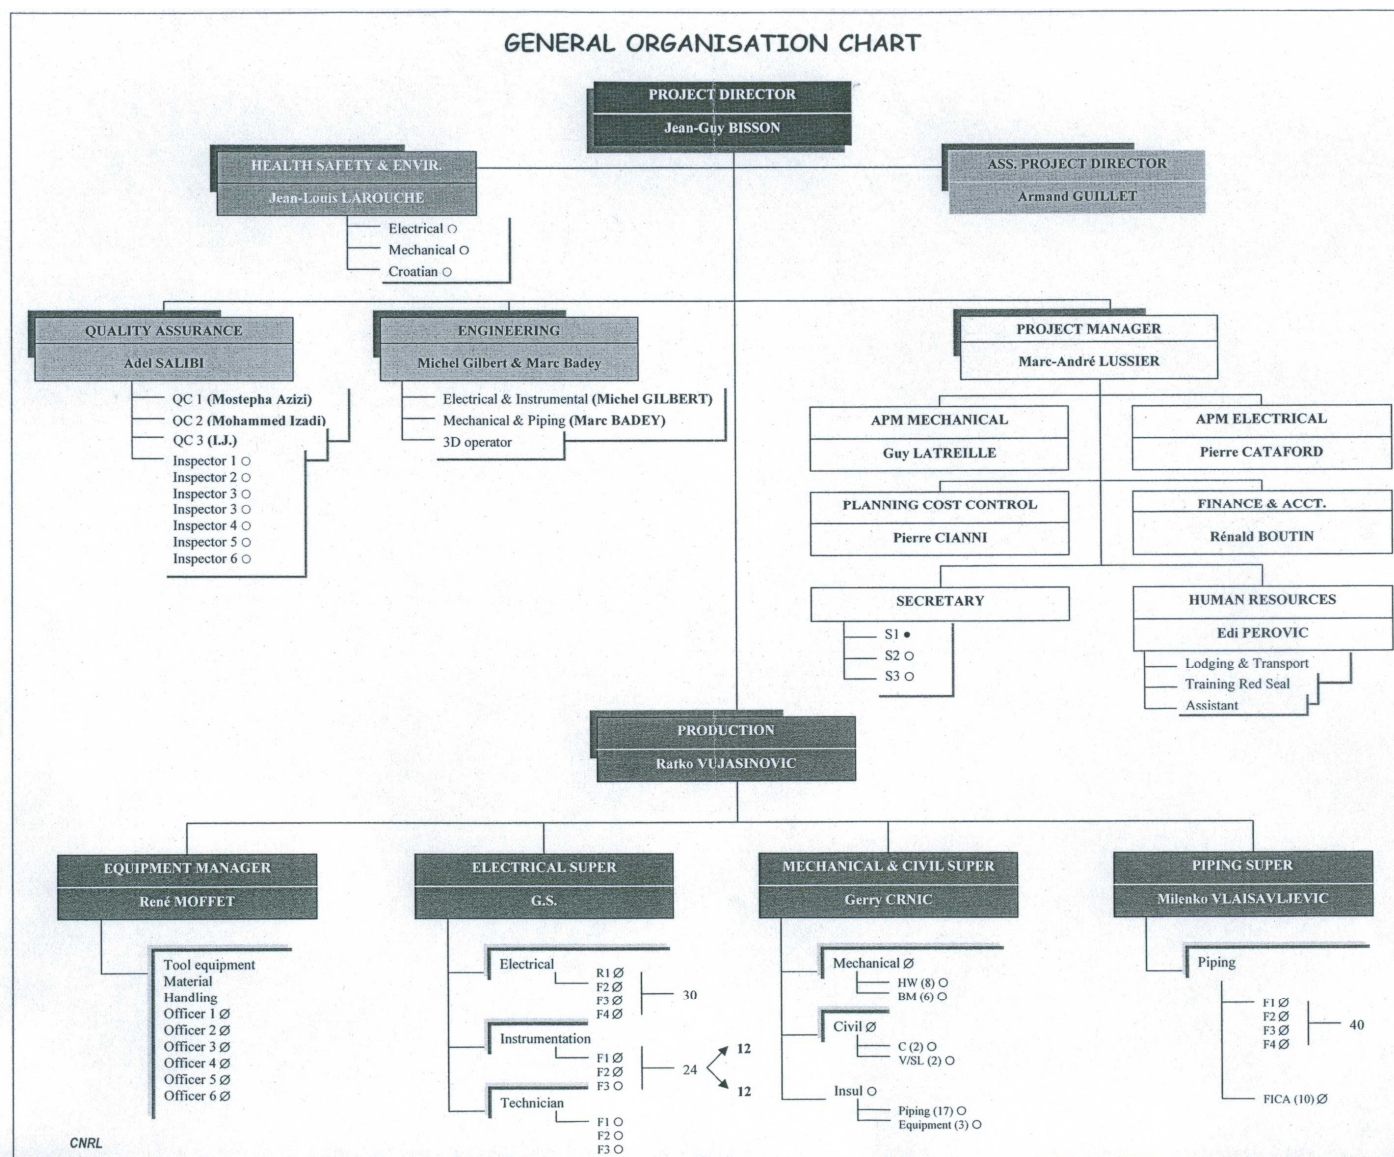 GENERAL ORGANISATION CHART
PROJECT DIRECTOR
Jean-Guy BISSON
HEALTH SAFETY & ENVIR.
Jean-Louis LAROUCHE
Electrical ○
Mechanical ○
Croatian ○
ASS. PROJECT DIRECTOR
Armand GUILLET
QUALITY ASSURANCE
Adel SALIBI
QC 1 (Mostepha Azizi)
QC 2 (Mohammed Izadi)
QC 3 (I.J.)
Inspector 1 ○
Inspector 2 ○
Inspector 3 ○
Inspector 3 ○
Inspector 4 ○
Inspector 5 ○
Inspector 6 ○
ENGINEERING
Michel Gilbert & Marc Badey
Electrical & Instrumental (Michel GILBERT)
Mechanical & Piping (Marc BADEY)
3D operator
PROJECT MANAGER
Marc-André LUSSIER
APM MECHANICAL
Guy LATREILLE
APM ELECTRICAL
Pierre CATAFORD
PLANNING COST CONTROL
Pierre CIANNI
FINANCE & ACCT.
Rénald BOUTIN
SECRETARY
S1 ●
S2 ○
S3 ○
HUMAN RESOURCES
Edi PEROVIC
Lodging & Transport
Training Red Seal
Assistant
PRODUCTION
Ratko VUJASINOVIC
EQUIPMENT MANAGER
René MOFFET
Tool equipment
Material
Handling
Officer 1 Ø
Officer 2 Ø
Officer 3 Ø
Officer 4 Ø
Officer 5 Ø
Officer 6 Ø
ELECTRICAL SUPER
G.S.
Electrical
R1 Ø
F2 Ø
F3 Ø
F4 Ø
30
Instrumentation
F1 Ø
F2 Ø
F3 ○
24
12
12
Technician
F1 ○
F2 ○
F3 ○
MECHANICAL & CIVIL SUPER
Gerry CRNIC
Mechanical Ø
HW (8) ○
BM (6) ○
Civil Ø
C (2) ○
V/SL (2) ○
Insul ○
Piping (17) ○
Equipment (3) ○
PIPING SUPER
Milenko VLAISAVLJEVIC
Piping
F1 Ø
F2 Ø
F3 Ø
F4 Ø
40
FICA (10) Ø
CNRL